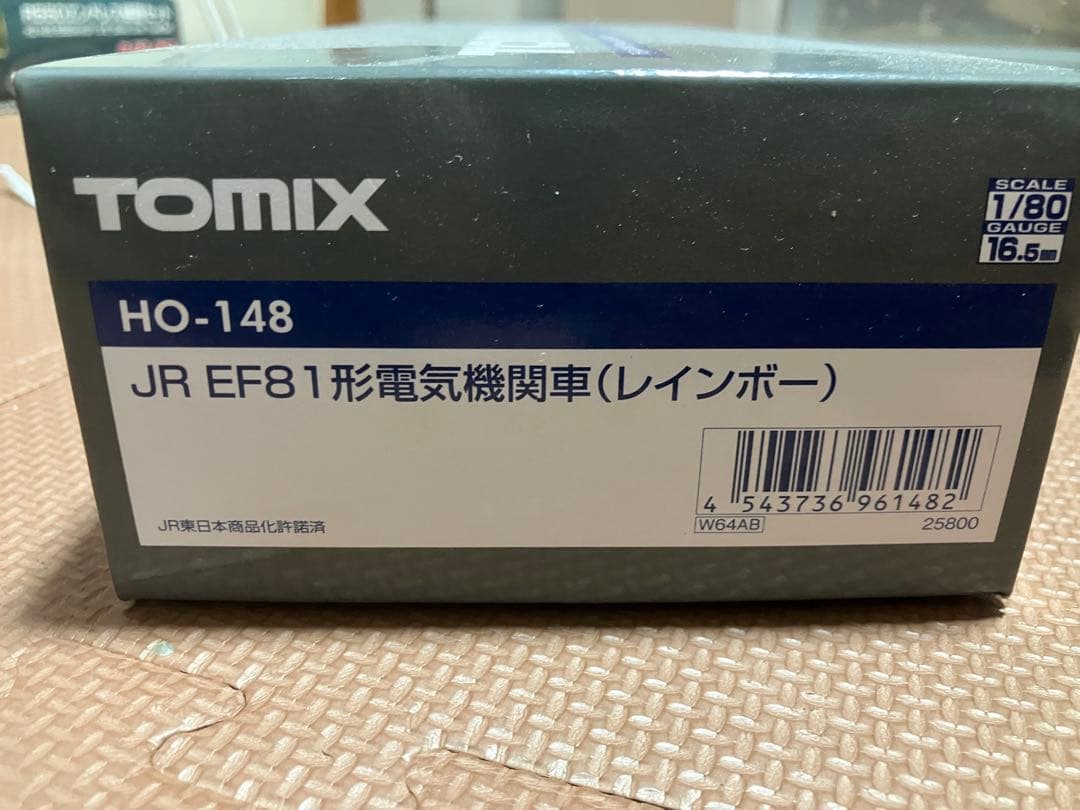 TOMIX
SCALE
1/80
GAUGE
16.5mm
HO-148
JR EF81形電気機関車(レインボー)
4 543736 961482
W64AB
25800
JR東日本商品化許諾済